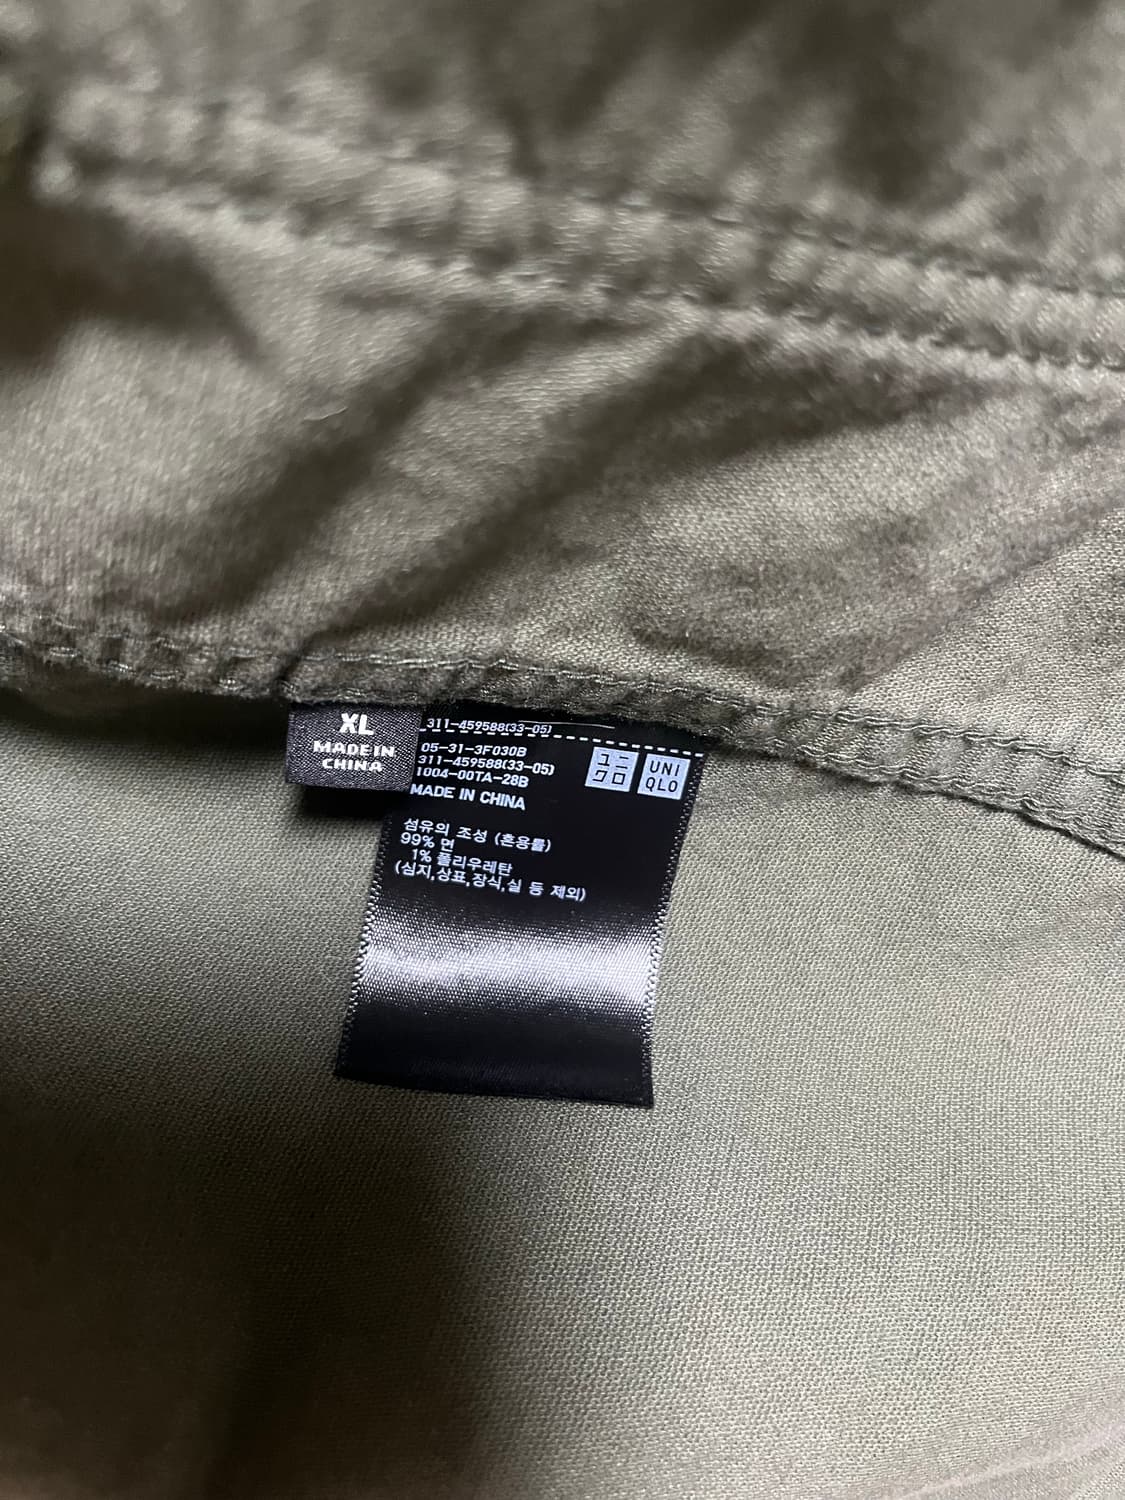 XL
MADE IN
CHINA
311-459588(33-05)
05-31-3F030B
311-459588(33-05)
1004-00TA-28B
MADE IN CHINA
ユニ
クロ
UNI
QLO
섬유의 조성 (혼용률)
99% 면
1% 폴리우레탄
(심지,상표,장식,실 등 제외)